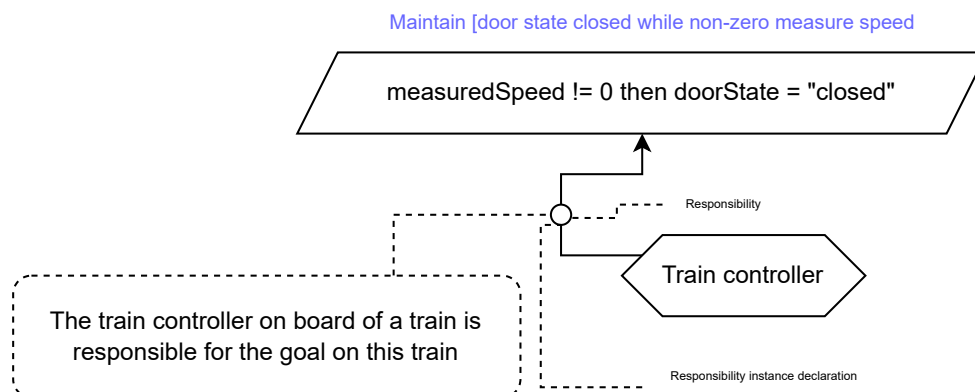 Maintain [door state closed while non-zero measure speed
measuredSpeed != 0 then doorState = "closed"
Responsibility
Train controller
The train controller on board of a train is
responsible for the goal on this train
Responsibility instance declaration